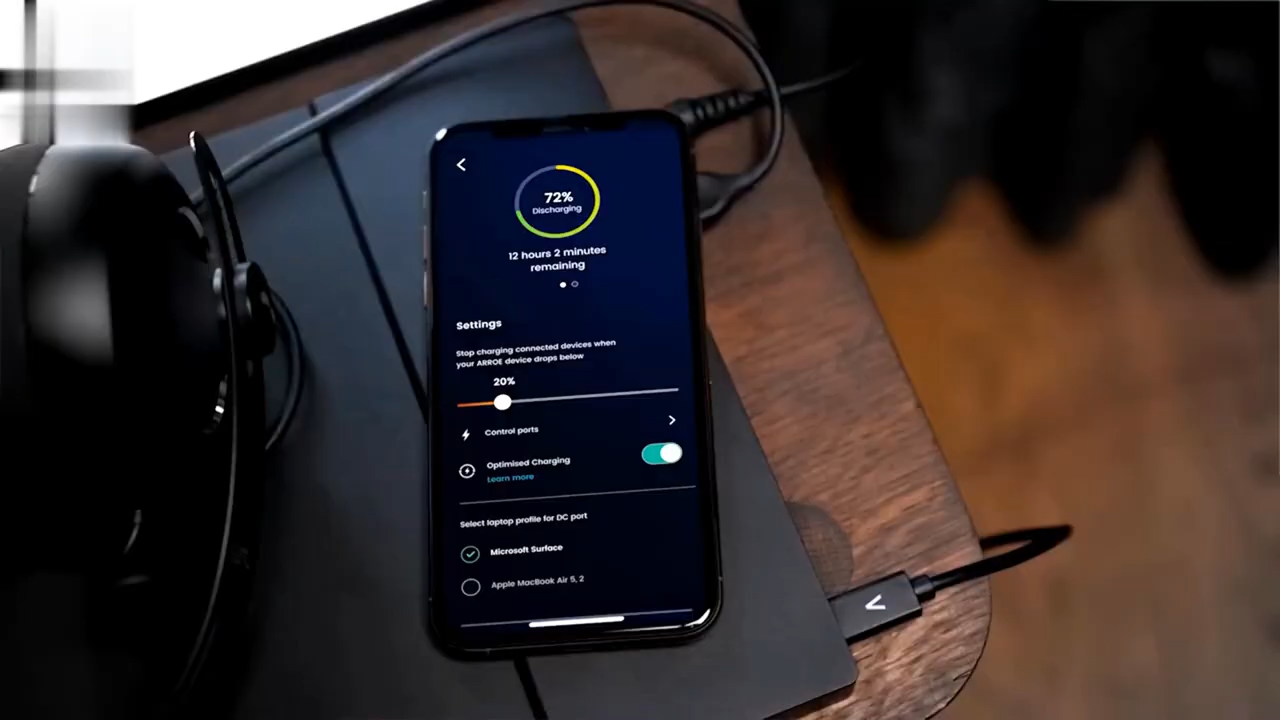 72%
Discharging
12 hours 2 minutes
remaining
Settings
Stop charging connected devices when
your ARROE device drops below
20%
Control ports
Optimised Charging
Learn more
Select laptop profile for DC port
Microsoft Surface
Apple MacBook Air 5, 2